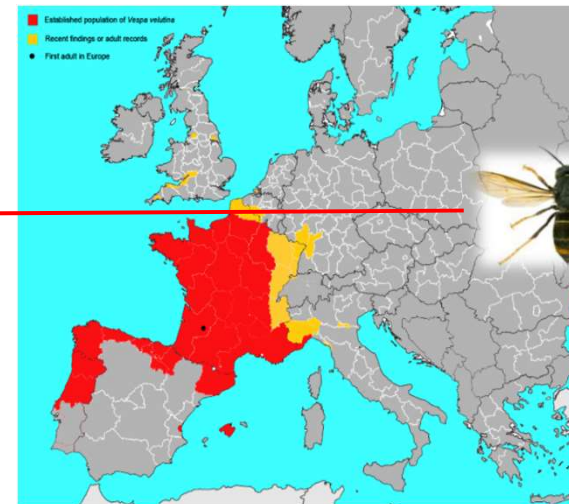 Established population of Vespa velutina
Recent findings or adult records
First adult in Europe